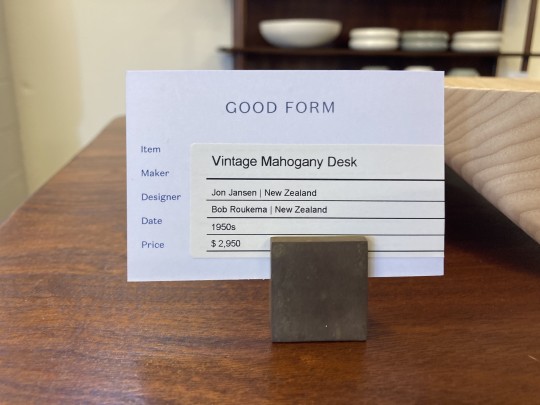 GOOD FORM
Item
Vintage Mahogany Desk
Maker
Designer
Jon Jansen | New Zealand
Bob Roukema | New Zealand
Date
1950s
Price
$ 2,950